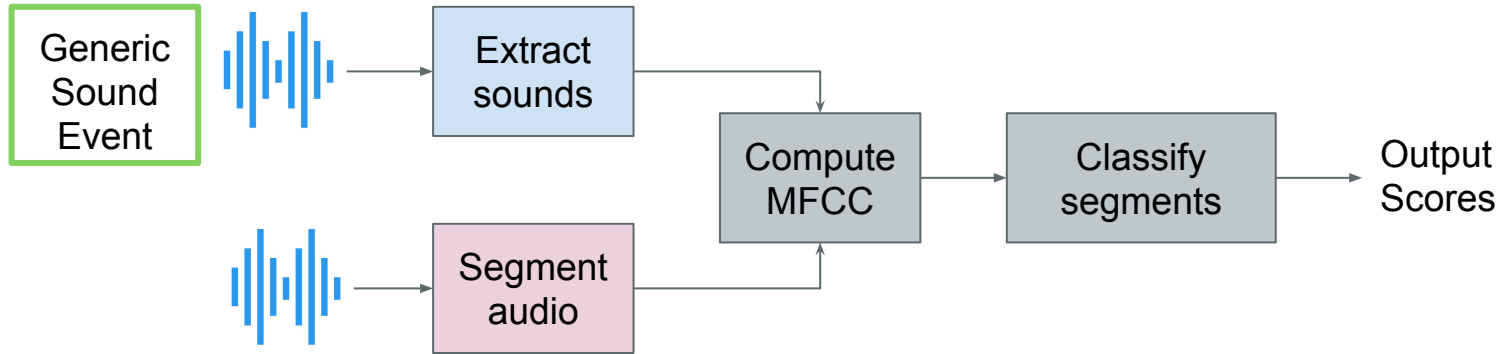 Generic
Sound
Event
Extract
sounds
Segment
audio
Compute
MFCC
Classify
segments
Output
Scores